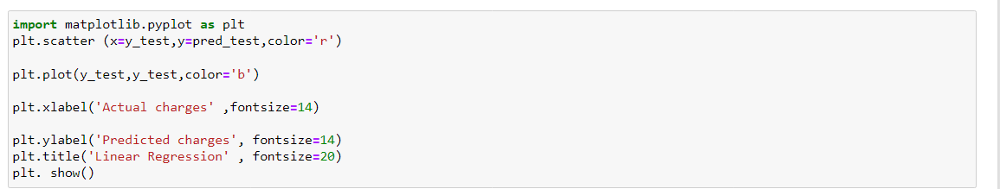 import matplotlib.pyplot as plt
plt.scatter (x=y_test,y=pred_test,color='r')
plt.plot(y_test,y_test,color='b')
plt.xlabel('Actual charges' ,fontsize=14)
plt.ylabel('Predicted charges', fontsize=14)
plt.title('Linear Regression' , fontsize=20)
plt. show()